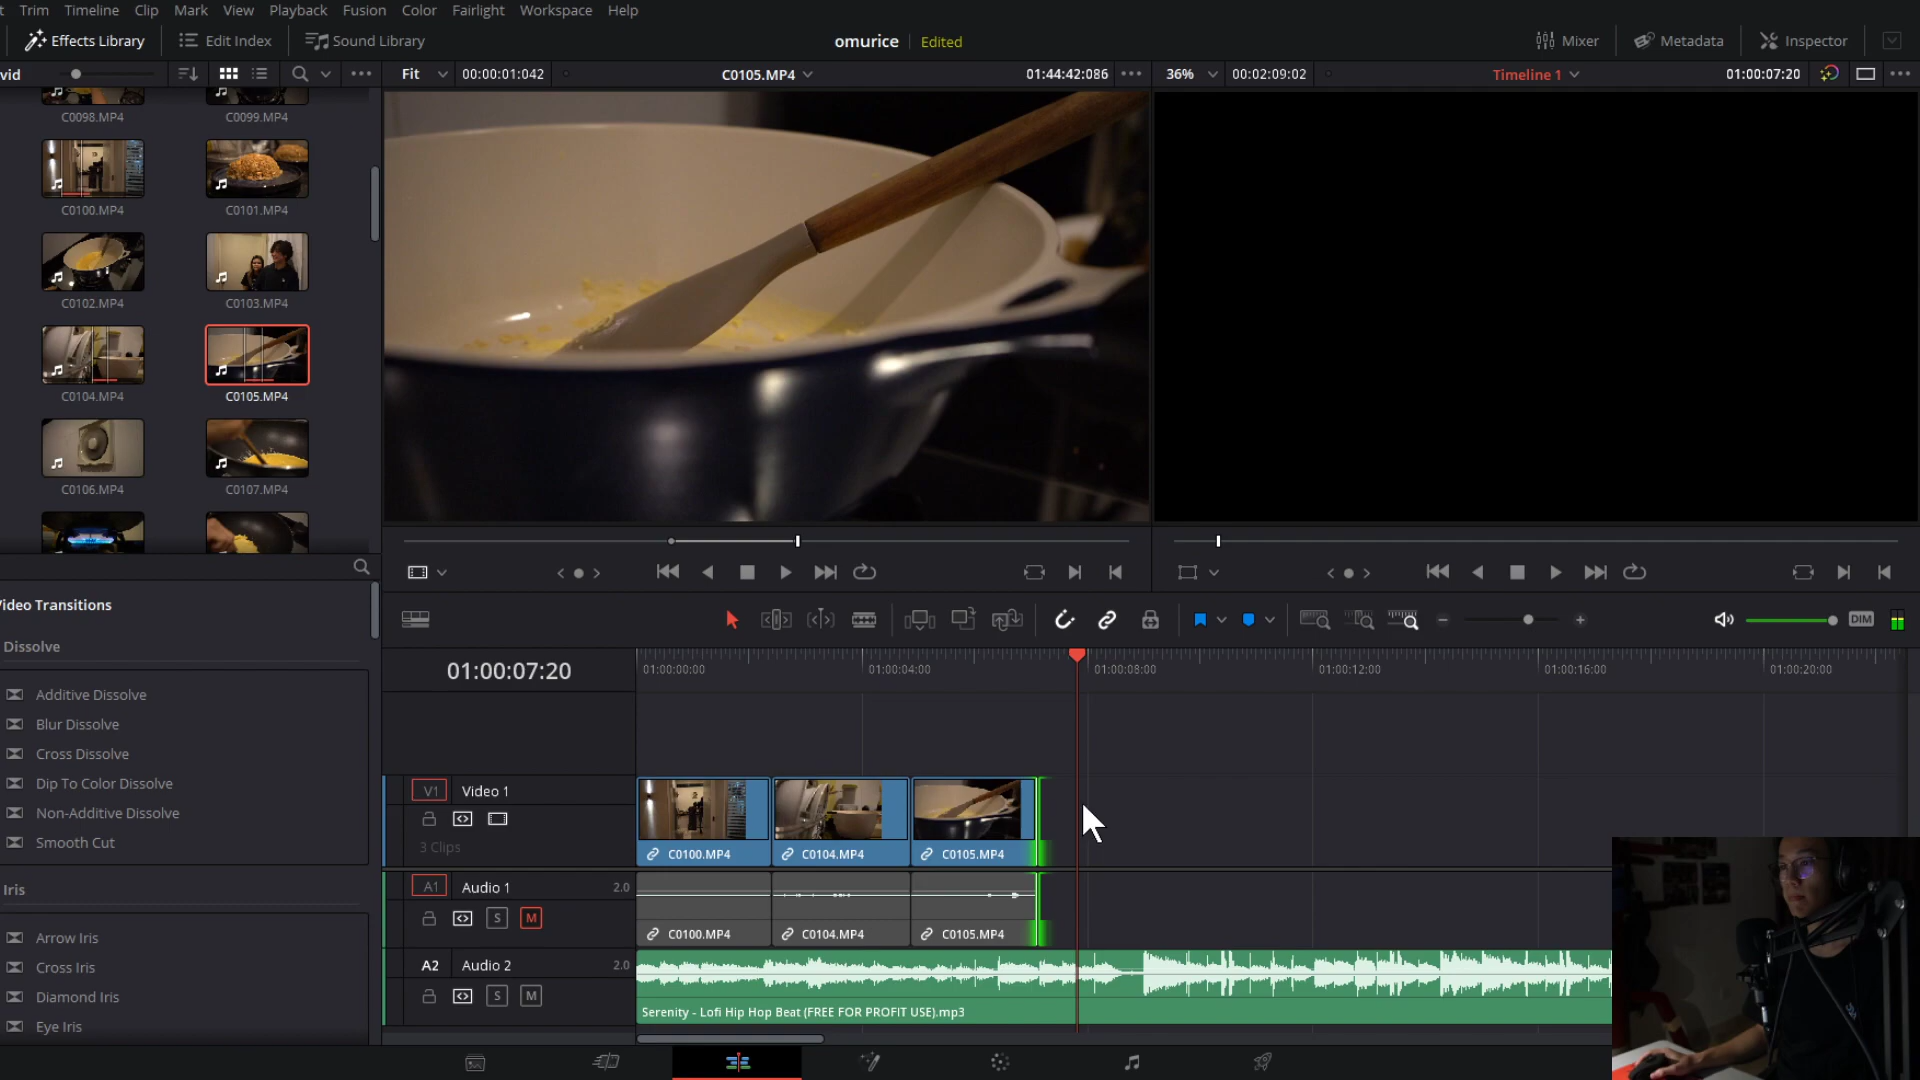 t Trim Timeline Clip Mark View Playback Fusion Color Fairlight Workspace Help
Effects Library Edit Index Sound Library omurice Edited Mixer Metadata Inspector
vid Fit 00:00:01:042 C0105.MP4 01:44:42:086 36% 00:02:09:02 Timeline 1 01:00:07:20
C0098.MP4 C0099.MP4
C0100.MP4 C0101.MP4
C0102.MP4 C0103.MP4
C0104.MP4 C0105.MP4
C0106.MP4 C0107.MP4
Video Transitions
Dissolve
Additive Dissolve
Blur Dissolve
Cross Dissolve
Dip To Color Dissolve
Non-Additive Dissolve
Smooth Cut
Iris
Arrow Iris
Cross Iris
Diamond Iris
Eye Iris
DIM
01:00:07:20 01:00:00:00 01:00:04:00 01:00:08:00 01:00:12:00 01:00:16:00 01:00:20:00
V1 Video 1
3 Clips
C0100.MP4 C0104.MP4 C0105.MP4
A1 Audio 1 2.0
S M
C0100.MP4 C0104.MP4 C0105.MP4
A2 Audio 2 2.0
S M
Serenity - Lofi Hip Hop Beat (FREE FOR PROFIT USE).mp3